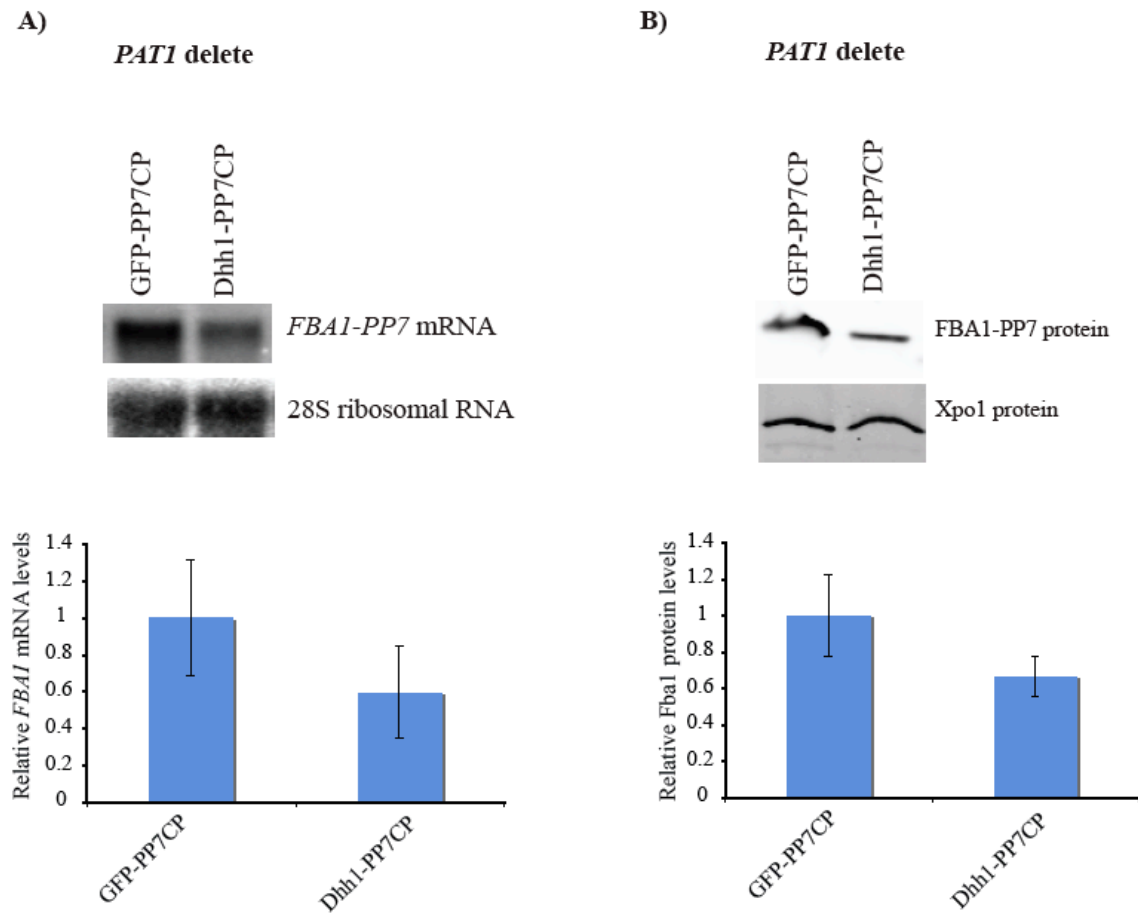 A)
PAT1 delete
GFP-PP7CP
Dhh1-PP7CP
FBA1-PP7 mRNA
28S ribosomal RNA
Relative FBA1 mRNA levels
1.4
1.2
1
0.8
0.6
0.4
0.2
0
GFP-PP7CP
Dhh1-PP7CP
B)
PAT1 delete
GFP-PP7CP
Dhh1-PP7CP
FBA1-PP7 protein
Xpo1 protein
Relative Fba1 protein levels
1.4
1.2
1
0.8
0.6
0.4
0.2
0
GFP-PP7CP
Dhh1-PP7CP